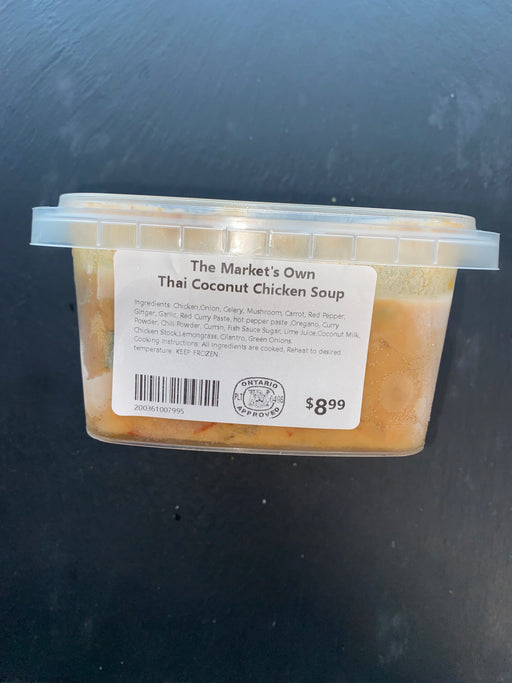 The Market's Own
Thai Coconut Chicken Soup
Ingredients: Chicken,Onion, Celery, Mushroom, Carrot, Red Pepper,
Ginger, Garlic, Red Curry Paste, hot pepper paste ,Oregano, Curry
Powder, Chili Powder, Cumin, Fish Sauce Sugar, Lime Juice,Coconut Milk,
Chicken Stock,Lemongrass, Cilantro, Green Onions
Cooking Instructions: All ingredients are cooked, Reheat to desired
temperature. KEEP FROZEN.
200361007995
ONTARIO
PLT
APPROVED
$8.99